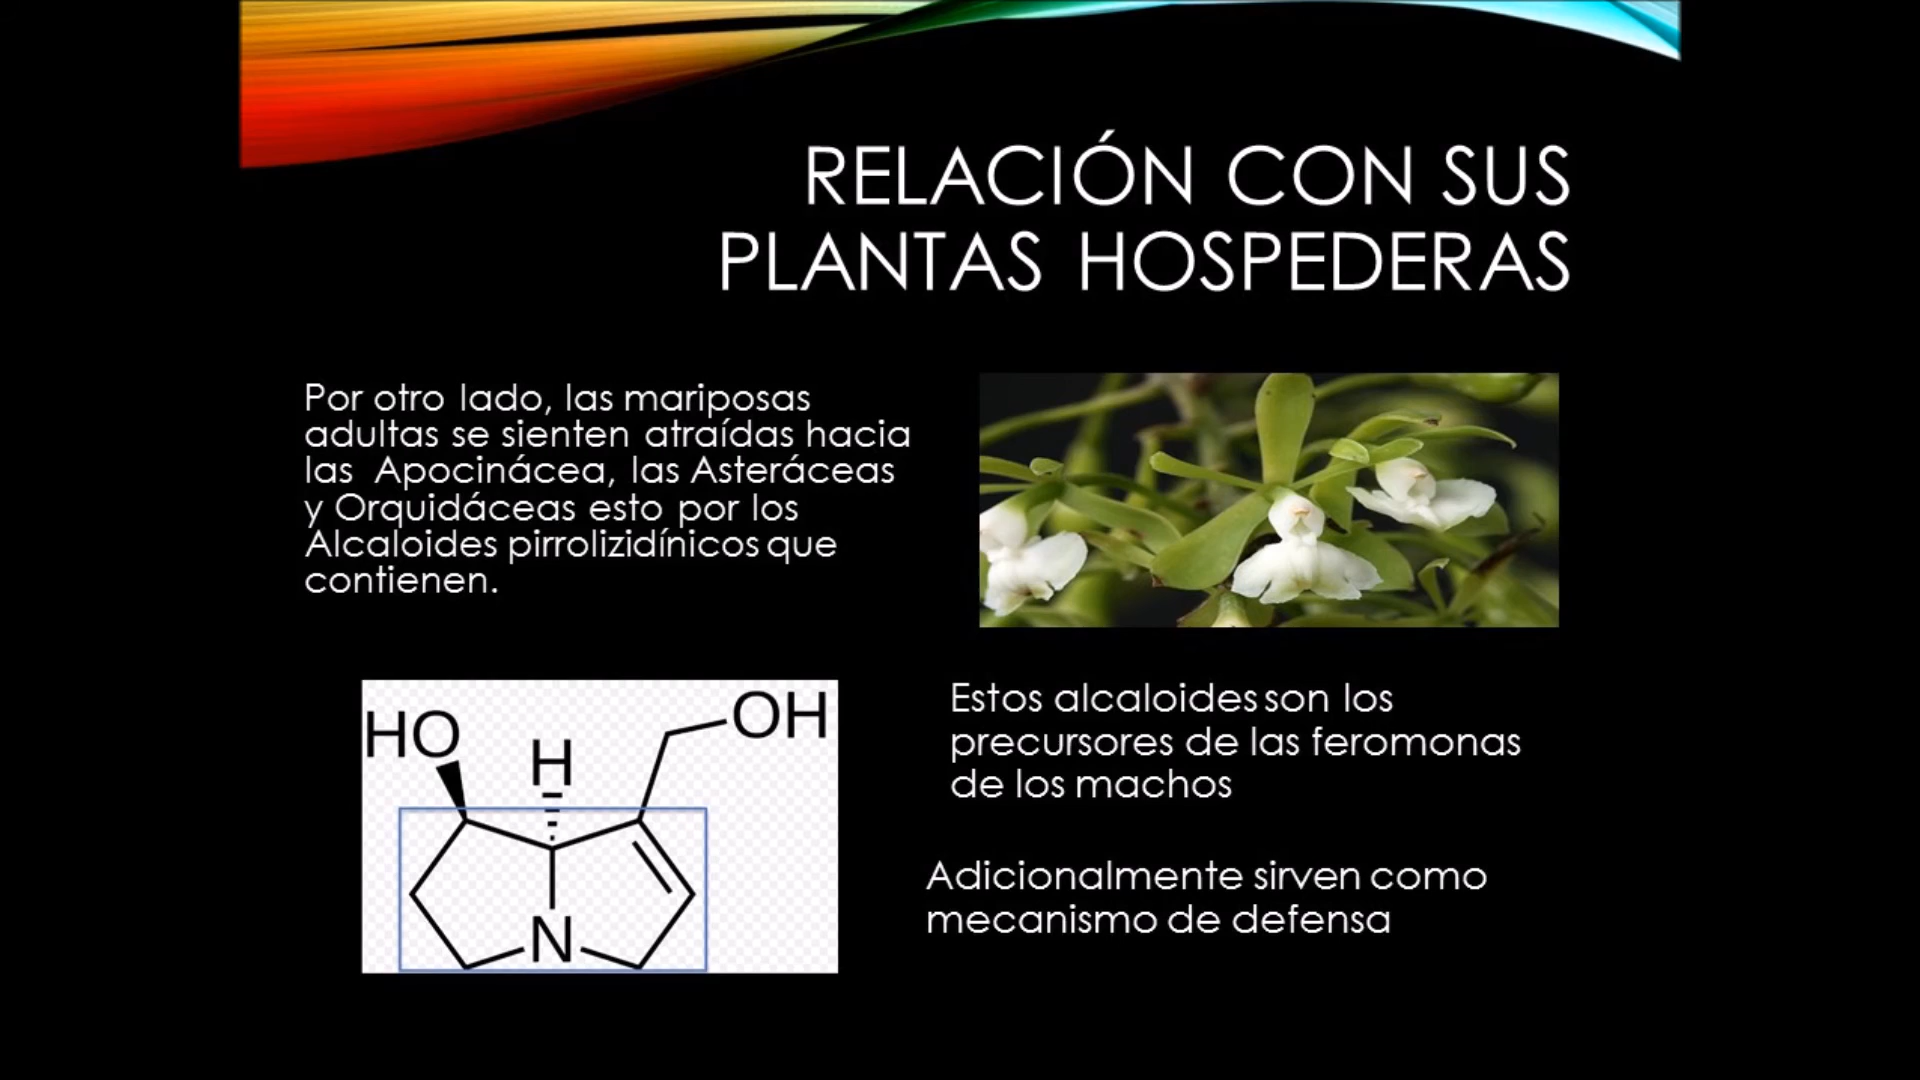 RELACIÓN CON SUS
PLANTAS HOSPEDERAS
Por otro lado, las mariposas
adultas se sienten atraídas hacia
las Apocinácea, las Asteráceas
y Orquidáceas esto por los
Alcaloides pirrolizidínicos que
contienen.
HO
H
OH
N
Estos alcaloides son los
precursores de las feromonas
de los machos
Adicionalmente sirven como
mecanismo de defensa